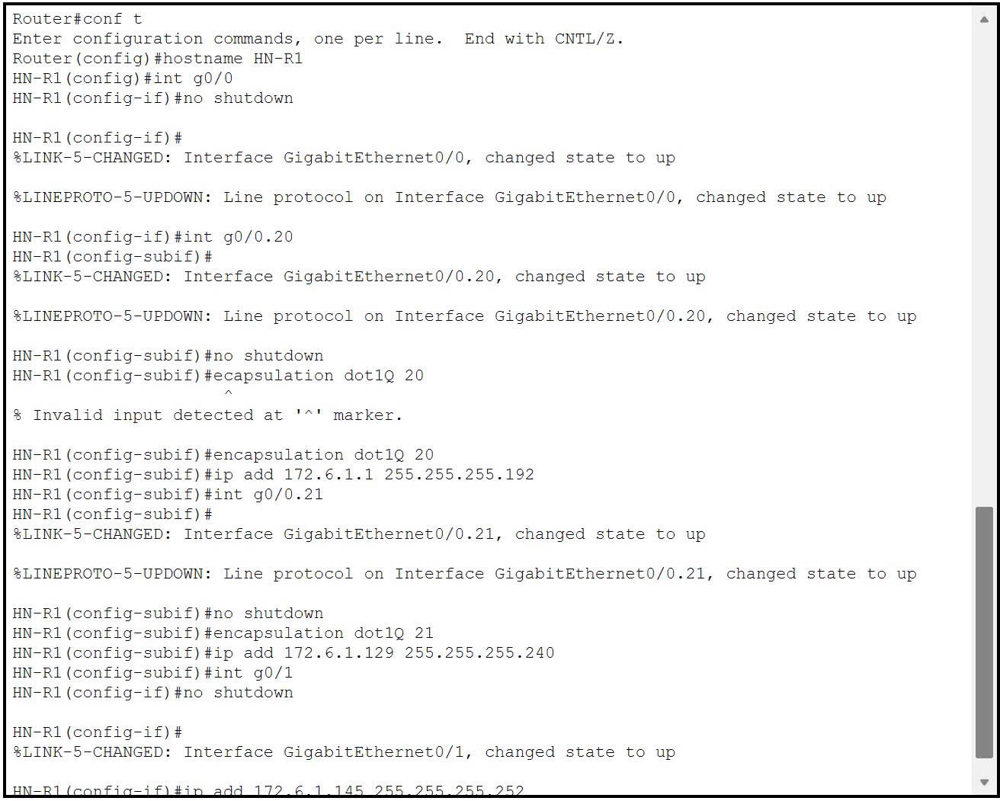 Router#conf t
Enter configuration commands, one per line.  End with CNTL/Z.
Router(config)#hostname HN-R1
HN-R1(config)#int g0/0
HN-R1(config-if)#no shutdown
HN-R1(config-if)#
%LINK-5-CHANGED: Interface GigabitEthernet0/0, changed state to up
%LINEPROTO-5-UPDOWN: Line protocol on Interface GigabitEthernet0/0, changed state to up
HN-R1(config-if)#int g0/0.20
HN-R1(config-subif)#
%LINK-5-CHANGED: Interface GigabitEthernet0/0.20, changed state to up
%LINEPROTO-5-UPDOWN: Line protocol on Interface GigabitEthernet0/0.20, changed state to up
HN-R1(config-subif)#no shutdown
HN-R1(config-subif)#ecapsulation dot1Q 20
^
% Invalid input detected at '^' marker.
HN-R1(config-subif)#encapsulation dot1Q 20
HN-R1(config-subif)#ip add 172.6.1.1 255.255.255.192
HN-R1(config-subif)#int g0/0.21
HN-R1(config-subif)#
%LINK-5-CHANGED: Interface GigabitEthernet0/0.21, changed state to up
%LINEPROTO-5-UPDOWN: Line protocol on Interface GigabitEthernet0/0.21, changed state to up
HN-R1(config-subif)#no shutdown
HN-R1(config-subif)#encapsulation dot1Q 21
HN-R1(config-subif)#ip add 172.6.1.129 255.255.255.240
HN-R1(config-subif)#int g0/1
HN-R1(config-if)#no shutdown
HN-R1(config-if)#
%LINK-5-CHANGED: Interface GigabitEthernet0/1, changed state to up
HN-R1(config-if)#ip add 172.6.1.145 255.255.255.252